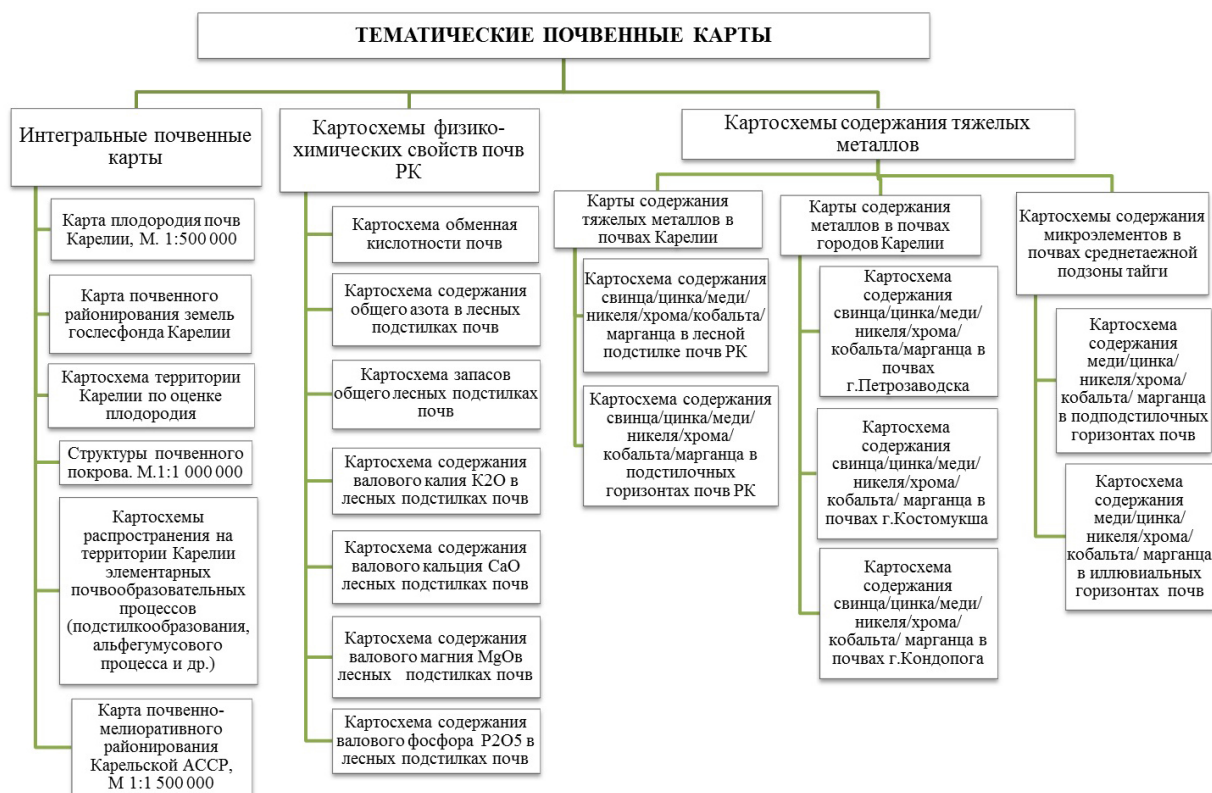 ТЕМАТИЧЕСКИЕ ПОЧВЕННЫЕ КАРТЫ
Интегральные почвенные
карты
Карта плодородия почв
Карелии, М. 1:500 000
Карта почвенного
районирования земель
гослесфонда Карелии
Картосхема территории
Карелии по оценке
плодородия
Структуры почвенного
покрова. М.1:1 000 000
Картосхемы
распространения на
территории Карелии
элементарных
почвообразовательных
процессов
(подстилкообразования,
альфегумусового
процесса и др.)
Карта почвенно-
мелиоративного
районирования
Карельской АССР,
М 1:1 500 000
Картосхемы физико-
химических свойств почв
РК
Картосхема обменная
кислотности почв
Картосхема содержания
общего азота в лесных
подстилках почв
Картосхема запасов
общего лесных подстилках
почв
Картосхема содержания
валового калия К2О в
лесных подстилках почв
Картосхема содержания
валового кальция СаО
лесных подстилках почв
Картосхема содержания
валового магния MgОв
лесных подстилках почв
Картосхема содержания
валового фосфора Р2О5 в
лесных подстилках почв
Картосхемы содержания тяжелых
металлов
Карты содержания
тяжелых металлов в
почвах Карелии
Картосхема содержания
свинца/цинка/меди/
никеля/хрома/кобальта/
марганца в лесной
подстилке почв РК
Картосхема содержания
свинца/цинка/меди/
никеля/хрома/
кобальта/марганца в
подстилочных
горизонтах почв РК
Карты содержания
металлов в почвах
городов Карелии
Картосхема
содержания
свинца/цинка/меди/
никеля/хрома/
кобальта/марганца в
почвах
г.Петрозаводска
Картосхема
содержания
свинца/цинка/меди/
никеля/хрома/
кобальта/ марганца в
почвах г.Костомукша
Картосхема
содержания
свинца/цинка/меди/
никеля/хрома/
кобальта/ марганца в
почвах г.Кондопога
Картосхемы содержания
микроэлементов в
почвах среднетаежной
подзоны тайги
Картосхема
содержания
меди/цинка/
никеля/хрома/
кобальта/ марганца
в подподстилочных
горизонтах почв
Картосхема
содержания
меди/цинка/
никеля/хрома/
кобальта/ марганца
в иллювиальных
горизонтах почв